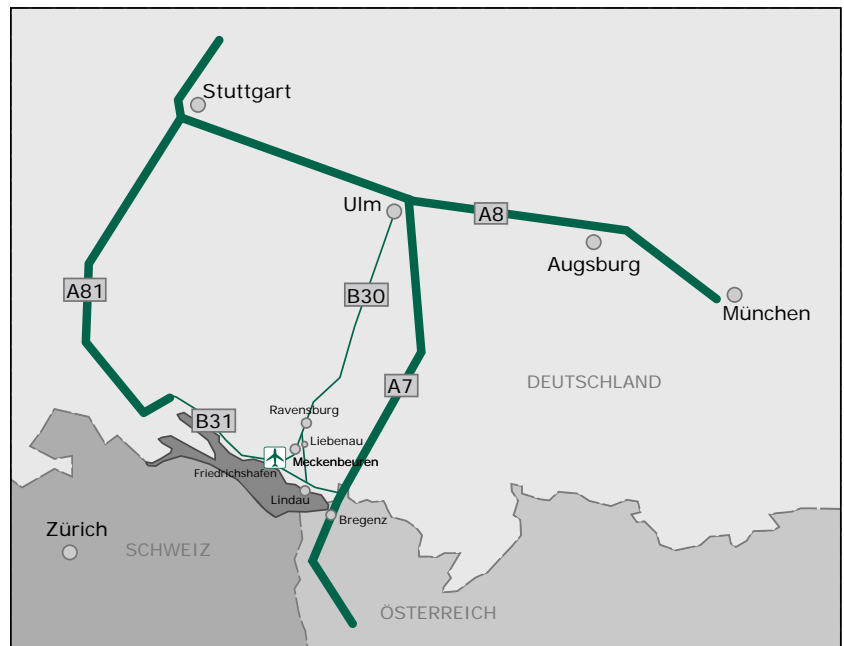 Stuttgart
Ulm
A8
Augsburg
A81
B30
München
A7
DEUTSCHLAND
Ravensburg
B31
Liebenau
Meckenbeuren
Friedrichshafen
Lindau
Bregenz
Zürich
SCHWEIZ
ÖSTERREICH